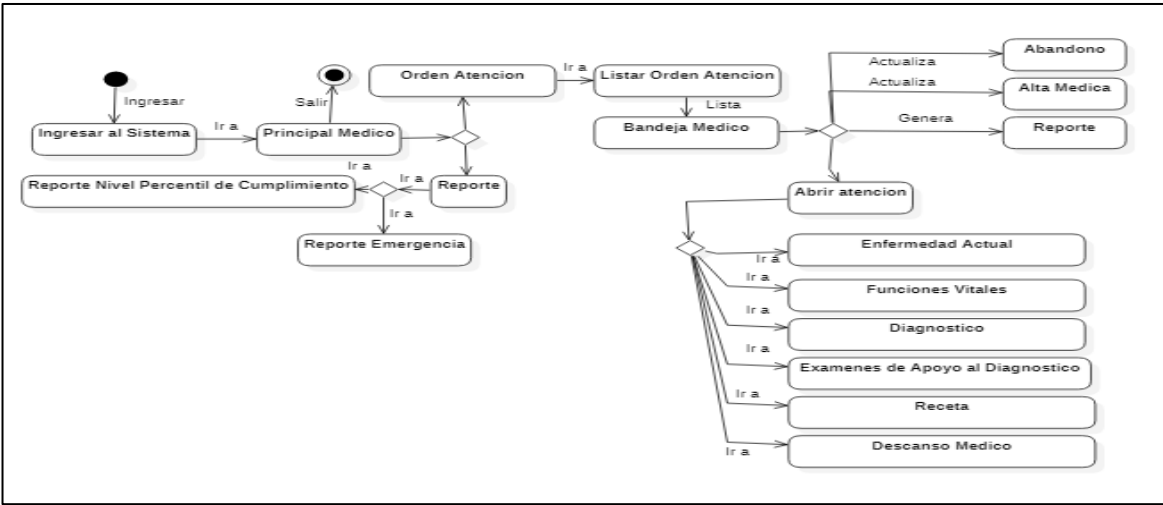 Ingresar
Ingresar al Sistema
Ir a
Principal Medico
Salir
Orden Atencion
Ir a
Listar Orden Atencion
Lista
Bandeja Medico
Actualiza
Abandono
Actualiza
Alta Medica
Genera
Reporte
Reporte
Ir a
Ir a
Reporte Nivel Percentil de Cumplimiento
Ir a
Reporte Emergencia
Abrir atencion
Ir a
Enfermedad Actual
Ir a
Funciones Vitales
Ir a
Diagnostico
Ir a
Examenes de Apoyo al Diagnostico
Ir a
Receta
Ir a
Descanso Medico